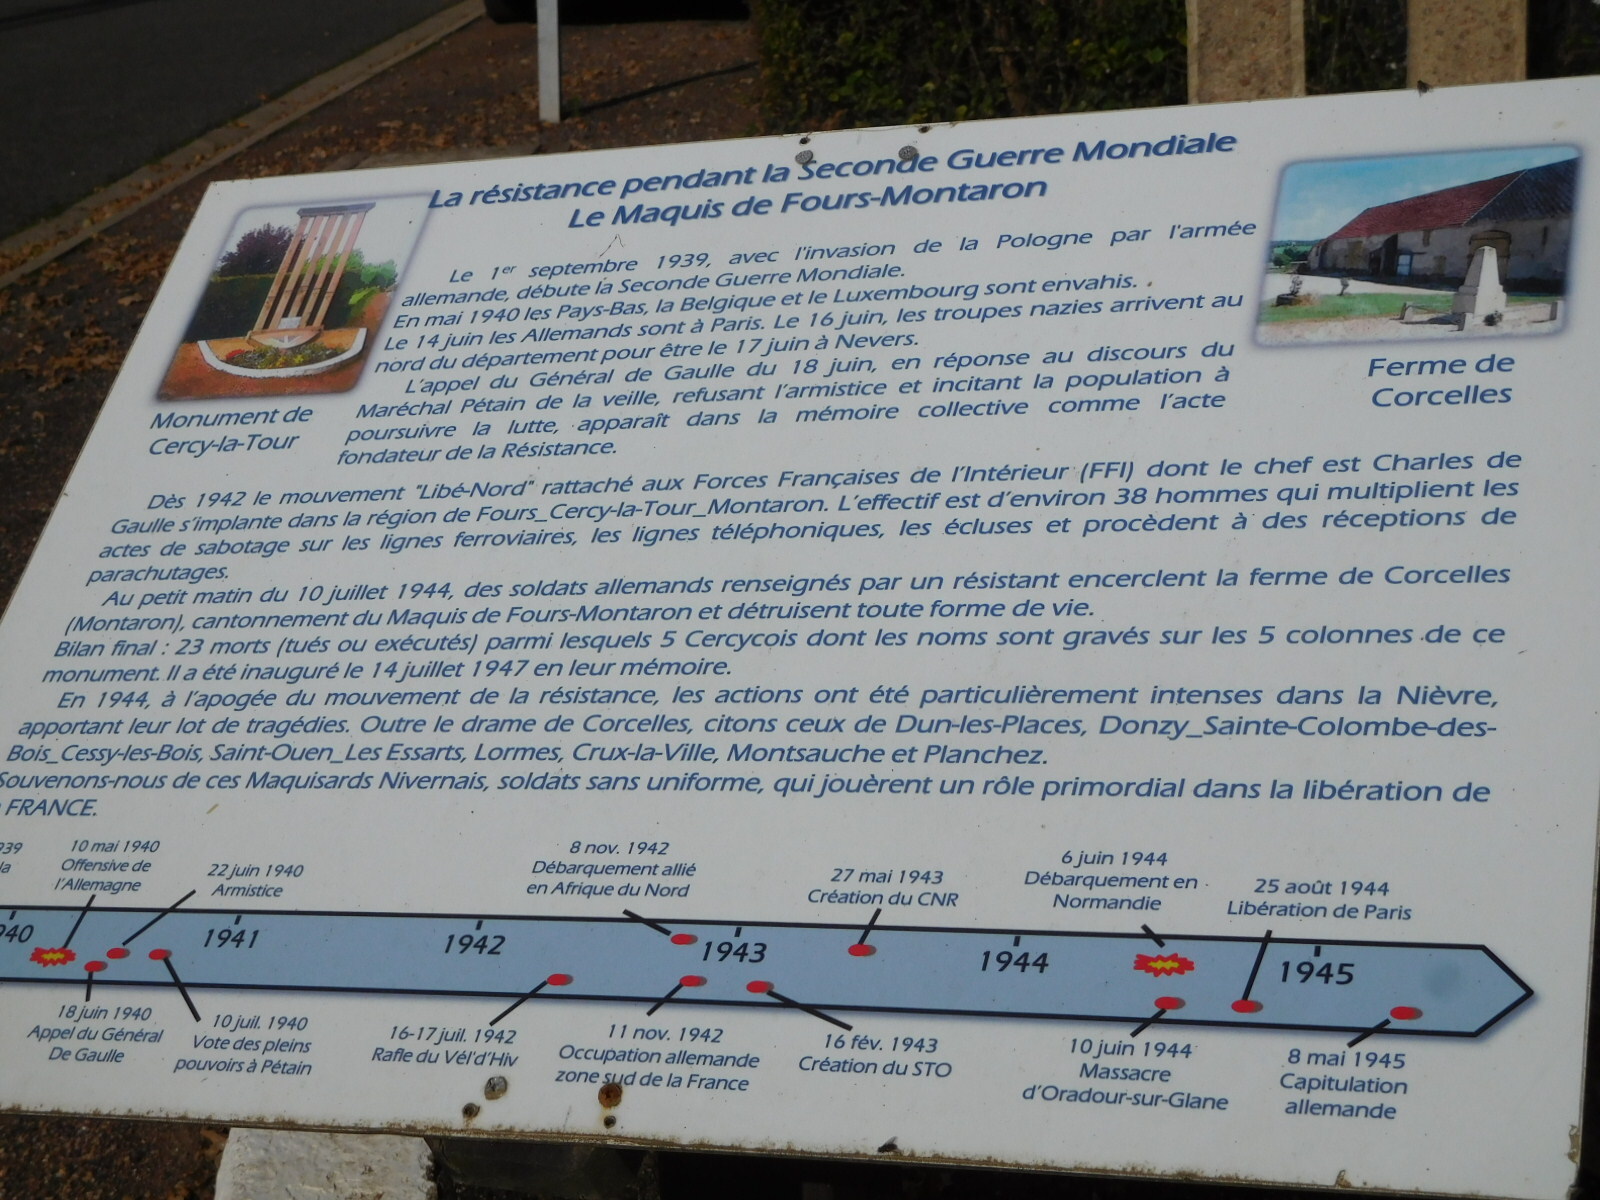 La résistance pendant la Seconde Guerre Mondiale
Le Maquis de Fours-Montaron
Le 1er septembre 1939, avec l'invasion de la Pologne par l'armée
allemande, débute la Seconde Guerre Mondiale.
En mai 1940 les Pays-Bas, la Belgique et le Luxembourg sont envahis.
Le 14 juin les Allemands sont à Paris. Le 16 juin, les troupes nazies arrivent au
nord du département pour être le 17 juin à Nevers.
L'appel du Général de Gaulle du 18 juin, en réponse au discours du
Maréchal Pétain de la veille, refusant l'armistice et incitant la population à
poursuivre la lutte, apparaît dans la mémoire collective comme l'acte
fondateur de la Résistance.
Monument de
Cercy-la-Tour
Ferme de
Corcelles
Dès 1942 le mouvement "Libé-Nord" rattaché aux Forces Françaises de l'Intérieur (FFI) dont le chef est Charles de
Gaulle s'implante dans la région de Fours_Cercy-la-Tour_Montaron. L'effectif est d'environ 38 hommes qui multiplient les
actes de sabotage sur les lignes ferroviaires, les lignes téléphoniques, les écluses et procèdent à des réceptions de
parachutages.
Au petit matin du 10 juillet 1944, des soldats allemands renseignés par un résistant encerclent la ferme de Corcelles
(Montaron), cantonnement du Maquis de Fours-Montaron et détruisent toute forme de vie.
Bilan final : 23 morts (tués ou exécutés) parmi lesquels 5 Cercycois dont les noms sont gravés sur les 5 colonnes de ce
monument. Il a été inauguré le 14 juillet 1947 en leur mémoire.
En 1944, à l'apogée du mouvement de la résistance, les actions ont été particulièrement intenses dans la Nièvre,
apportant leur lot de tragédies. Outre le drame de Corcelles, citons ceux de Dun-les-Places, Donzy_Sainte-Colombe-des-
Bois_Cessy-les-Bois, Saint-Ouen_Les Essarts, Lormes, Crux-la-Ville, Montsauche et Planchez.
Souvenons-nous de ces Maquisards Nivernais, soldats sans uniforme, qui jouèrent un rôle primordial dans la libération de
FRANCE.
939
la
10 mai 1940
Offensive de
l'Allemagne
22 juin 1940
Armistice
8 nov. 1942
Débarquement allié
en Afrique du Nord
27 mai 1943
Création du CNR
6 juin 1944
Débarquement en
Normandie
25 août 1944
Libération de Paris
940
1941
1942
1943
1944
1945
18 juin 1940
Appel du Général
De Gaulle
10 juil. 1940
Vote des pleins
pouvoirs à Pétain
16-17 juil. 1942
Rafle du Vél'd'Hiv
11 nov. 1942
Occupation allemande
zone sud de la France
16 fév. 1943
Création du STO
10 juin 1944
Massacre
d'Oradour-sur-Glane
8 mai 1945
Capitulation
allemande